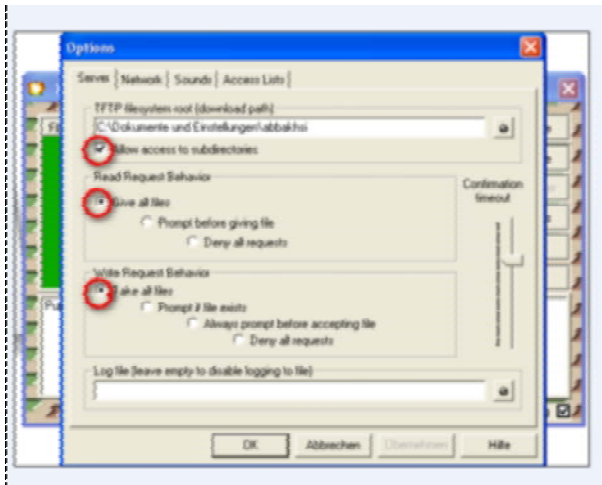 Options
Server Network Sounds Access Lists
TFTP filesystem root (download path)
C:\Dokumente und Einstellungen\abbakhsi
Allow access to subdirectories
Read Request Behavior
Give all files
Prompt before giving file
Deny all requests
Confirmation
timeout
Write Request Behavior
Take all files
Prompt if file exists
Always prompt before accepting file
Deny all requests
Log file (leave empty to disable logging to file)
OK Abbrechen Übernehmen Hilfe